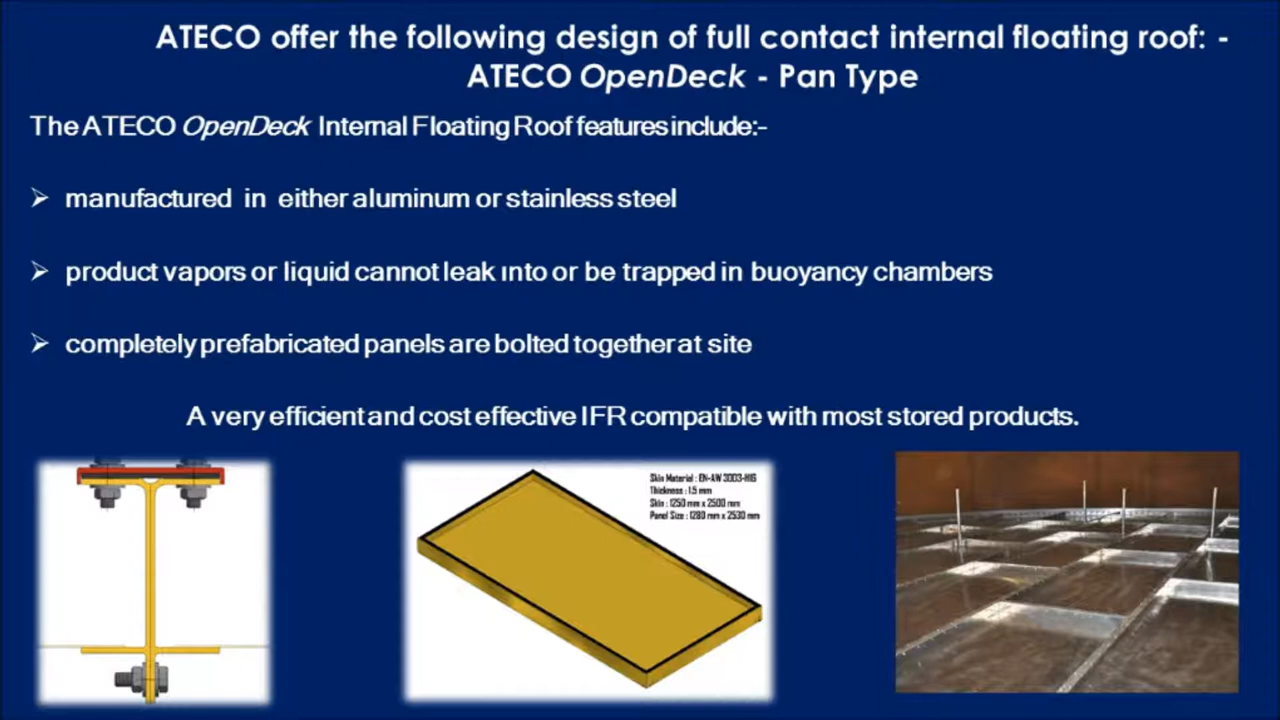 ATECO offer the following design of full contact internal floating roof: -
ATECO OpenDeck - Pan Type
The ATECO OpenDeck Internal Floating Roof features include:-
➢ manufactured in either aluminum or stainless steel
➢ product vapors or liquid cannot leak into or be trapped in buoyancy chambers
➢ completely prefabricated panels are bolted together at site
A very efficient and cost effective IFR compatible with most stored products.
Skin Material : EN-AW 3003-H16
Thickness : 1.5 mm
Skin : 1250 mm x 2500 mm
Panel Size : 1280 mm x 2530 mm